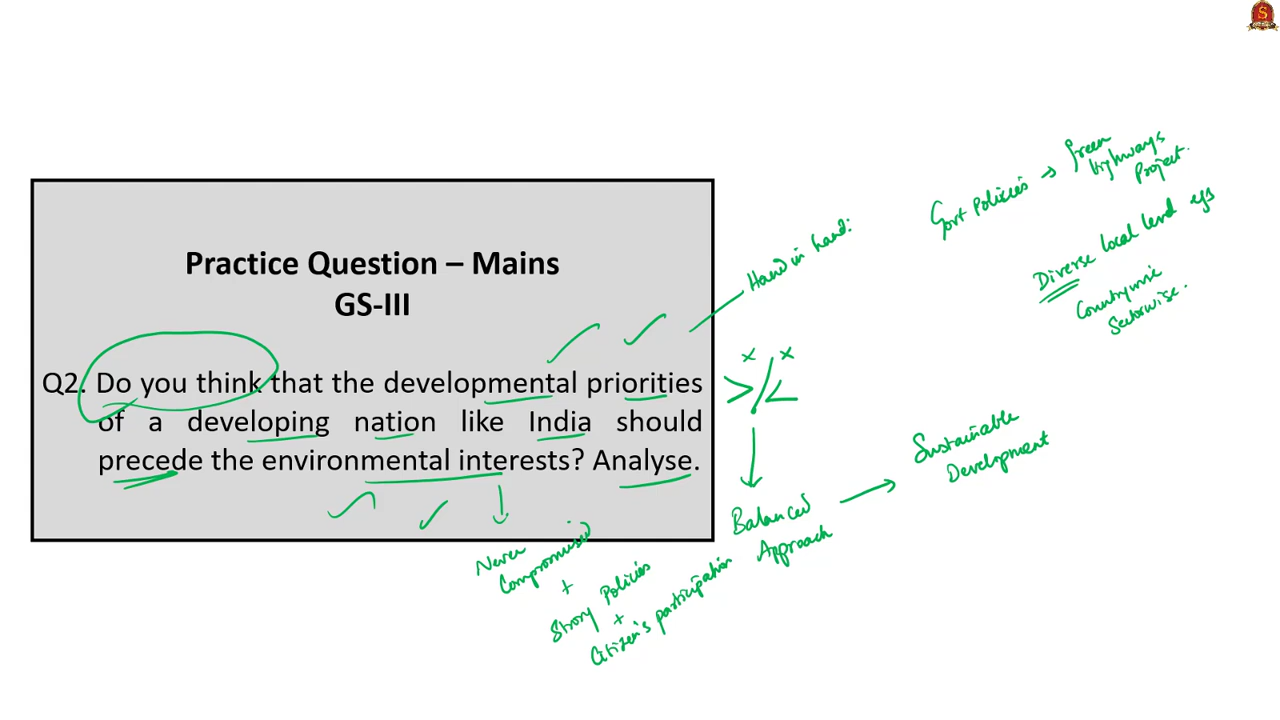 Practice Question – Mains
GS-III
Q2. Do you think that the developmental priorities
of a developing nation like India should
precede the environmental interests? Analyse.
Hand in hand:
Govt Policies → Green
Highways
Project.
Diverse local level egs
Countrywise
Sectorwise.
x x
> / <
Balanced
Approach
→ Sustainable
Development
Never
Compromised
+
Strong Policies
+
Citizen's participation
S